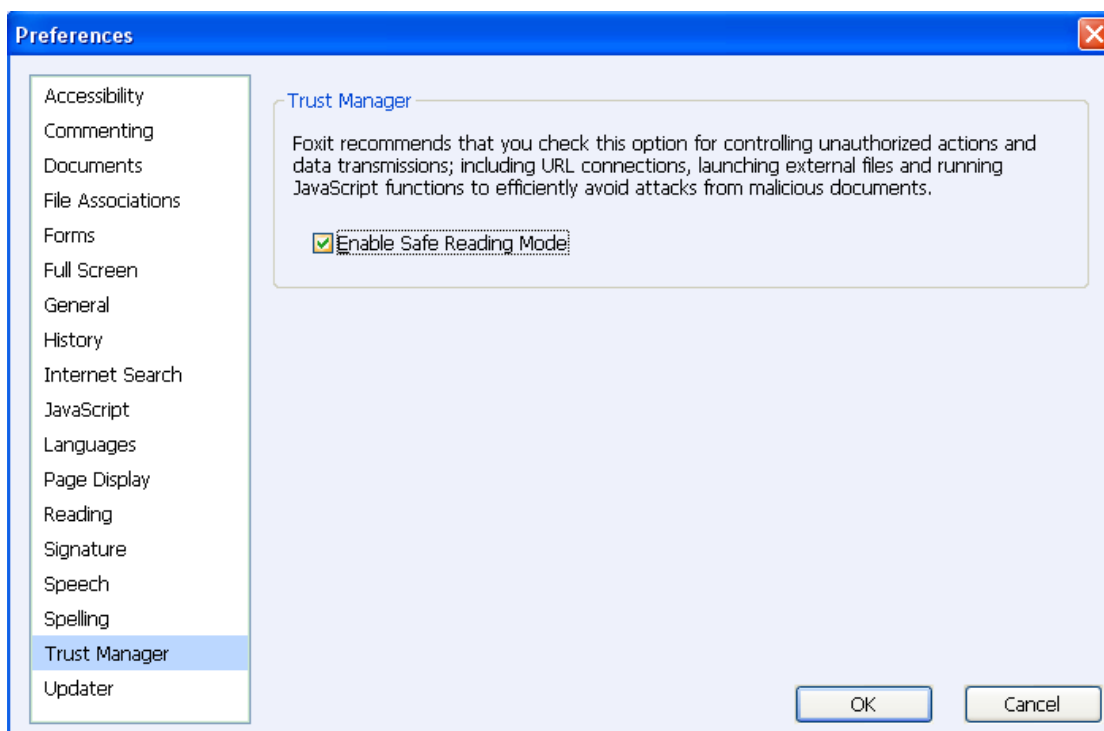 Preferences
Accessibility
Commenting
Documents
File Associations
Forms
Full Screen
General
History
Internet Search
JavaScript
Languages
Page Display
Reading
Signature
Speech
Spelling
Trust Manager
Updater
Trust Manager
Foxit recommends that you check this option for controlling unauthorized actions and
data transmissions; including URL connections, launching external files and running
JavaScript functions to efficiently avoid attacks from malicious documents.
Enable Safe Reading Mode
OK
Cancel